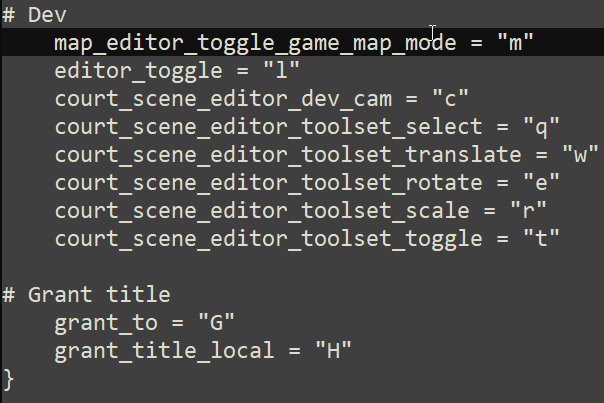 # Dev
map_editor_toggle_game_map_mode = "m"
editor_toggle = "l"
court_scene_editor_dev_cam = "c"
court_scene_editor_toolset_select = "q"
court_scene_editor_toolset_translate = "w"
court_scene_editor_toolset_rotate = "e"
court_scene_editor_toolset_scale = "r"
court_scene_editor_toolset_toggle = "t"
# Grant title
grant_to = "G"
grant_title_local = "H"
}